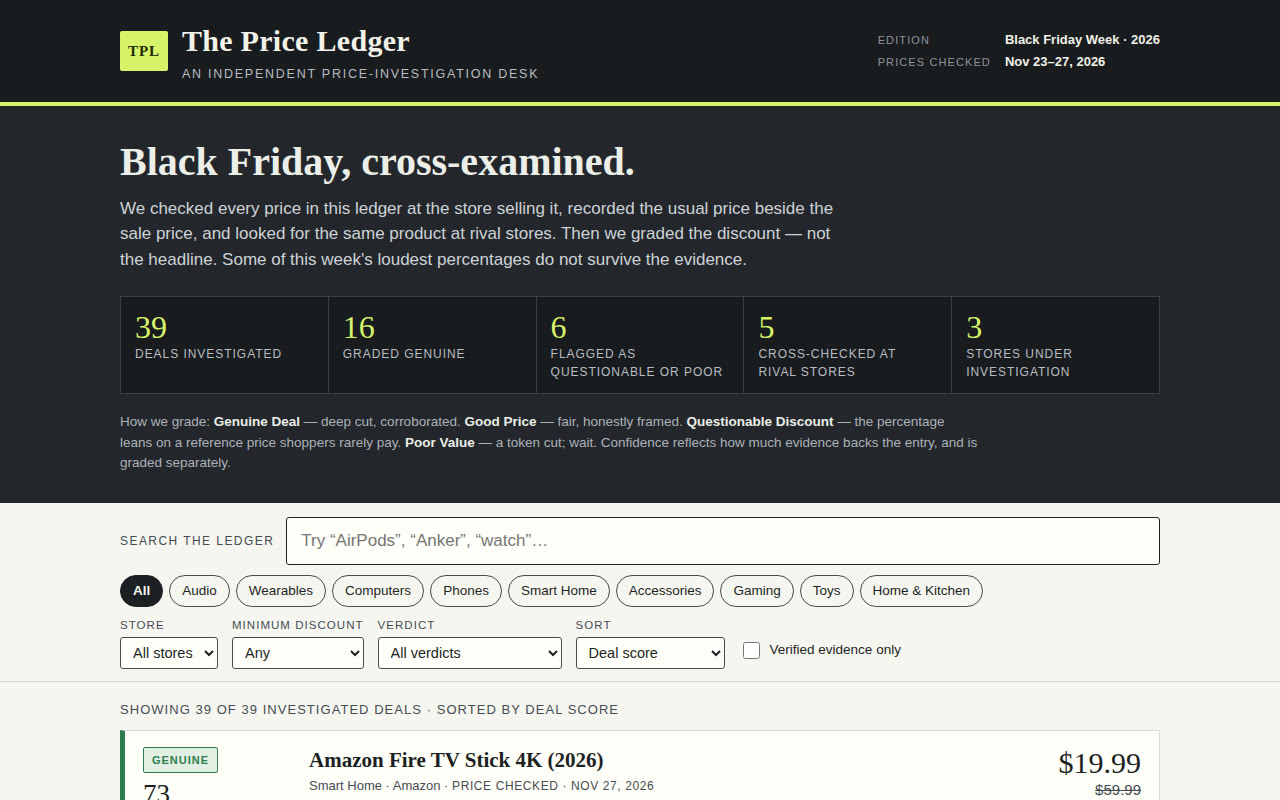 TPL
The Price Ledger
AN INDEPENDENT PRICE-INVESTIGATION DESK
EDITION Black Friday Week · 2026
PRICES CHECKED Nov 23–27, 2026
Black Friday, cross-examined.
We checked every price in this ledger at the store selling it, recorded the usual price beside the
sale price, and looked for the same product at rival stores. Then we graded the discount — not
the headline. Some of this week's loudest percentages do not survive the evidence.
39
DEALS INVESTIGATED
16
GRADED GENUINE
6
FLAGGED AS
QUESTIONABLE OR POOR
5
CROSS-CHECKED AT
RIVAL STORES
3
STORES UNDER
INVESTIGATION
How we grade: Genuine Deal — deep cut, corroborated. Good Price — fair, honestly framed. Questionable Discount — the percentage
leans on a reference price shoppers rarely pay. Poor Value — a token cut; wait. Confidence reflects how much evidence backs the entry, and is
graded separately.
SEARCH THE LEDGER Try “AirPods”, “Anker”, “watch”…
All Audio Wearables Computers Phones Smart Home Accessories Gaming Toys Home & Kitchen
STORE MINIMUM DISCOUNT VERDICT SORT
All stores Any All verdicts Deal score Verified evidence only
SHOWING 39 OF 39 INVESTIGATED DEALS · SORTED BY DEAL SCORE
GENUINE
73
Amazon Fire TV Stick 4K (2026)
Smart Home · Amazon · PRICE CHECKED · NOV 27, 2026
$19.99
$59.99